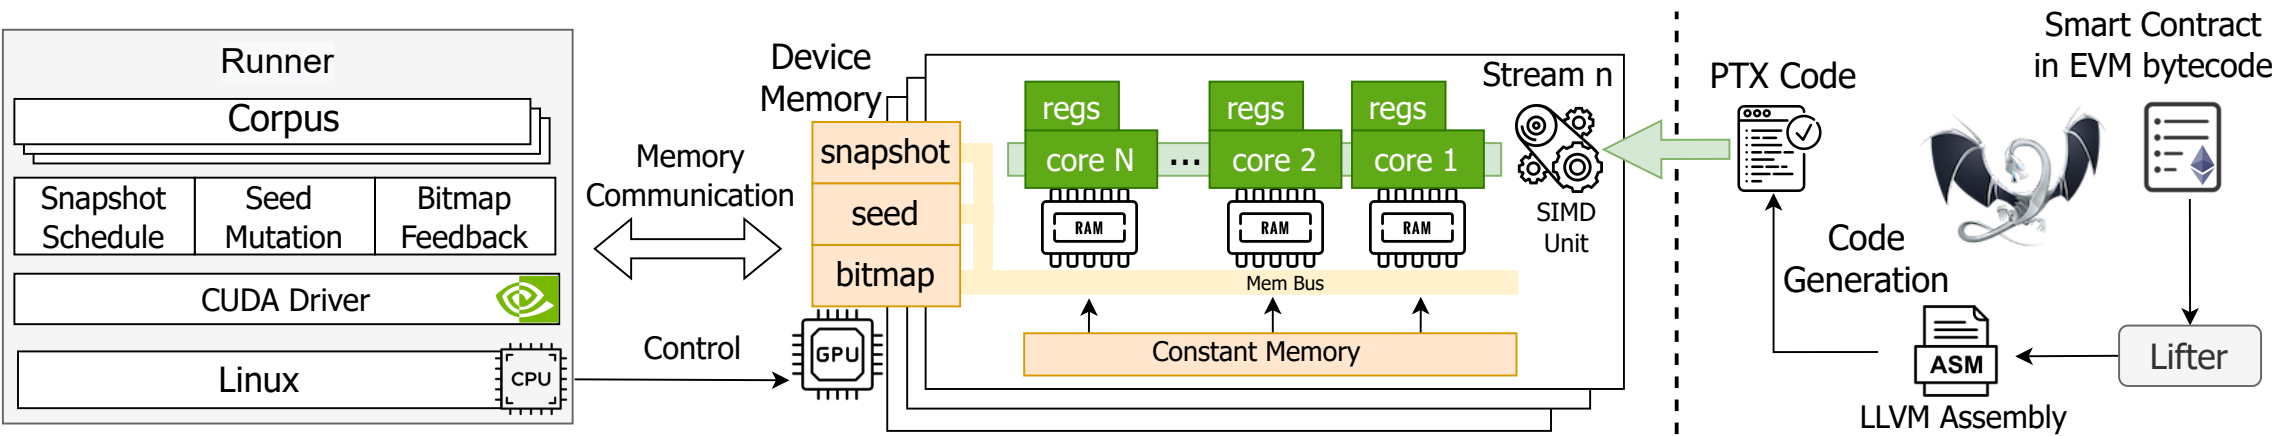 Runner
Corpus
Snapshot
Schedule
Seed
Mutation
Bitmap
Feedback
CUDA Driver
Linux
CPU
Memory
Communication
Control
Device
Memory
snapshot
seed
bitmap
GPU
regs
regs
regs
core N
...
core 2
core 1
RAM
RAM
RAM
Mem Bus
Constant Memory
Stream n
SIMD
Unit
PTX Code
Smart Contract
in EVM bytecode
Code
Generation
ASM
LLVM Assembly
Lifter